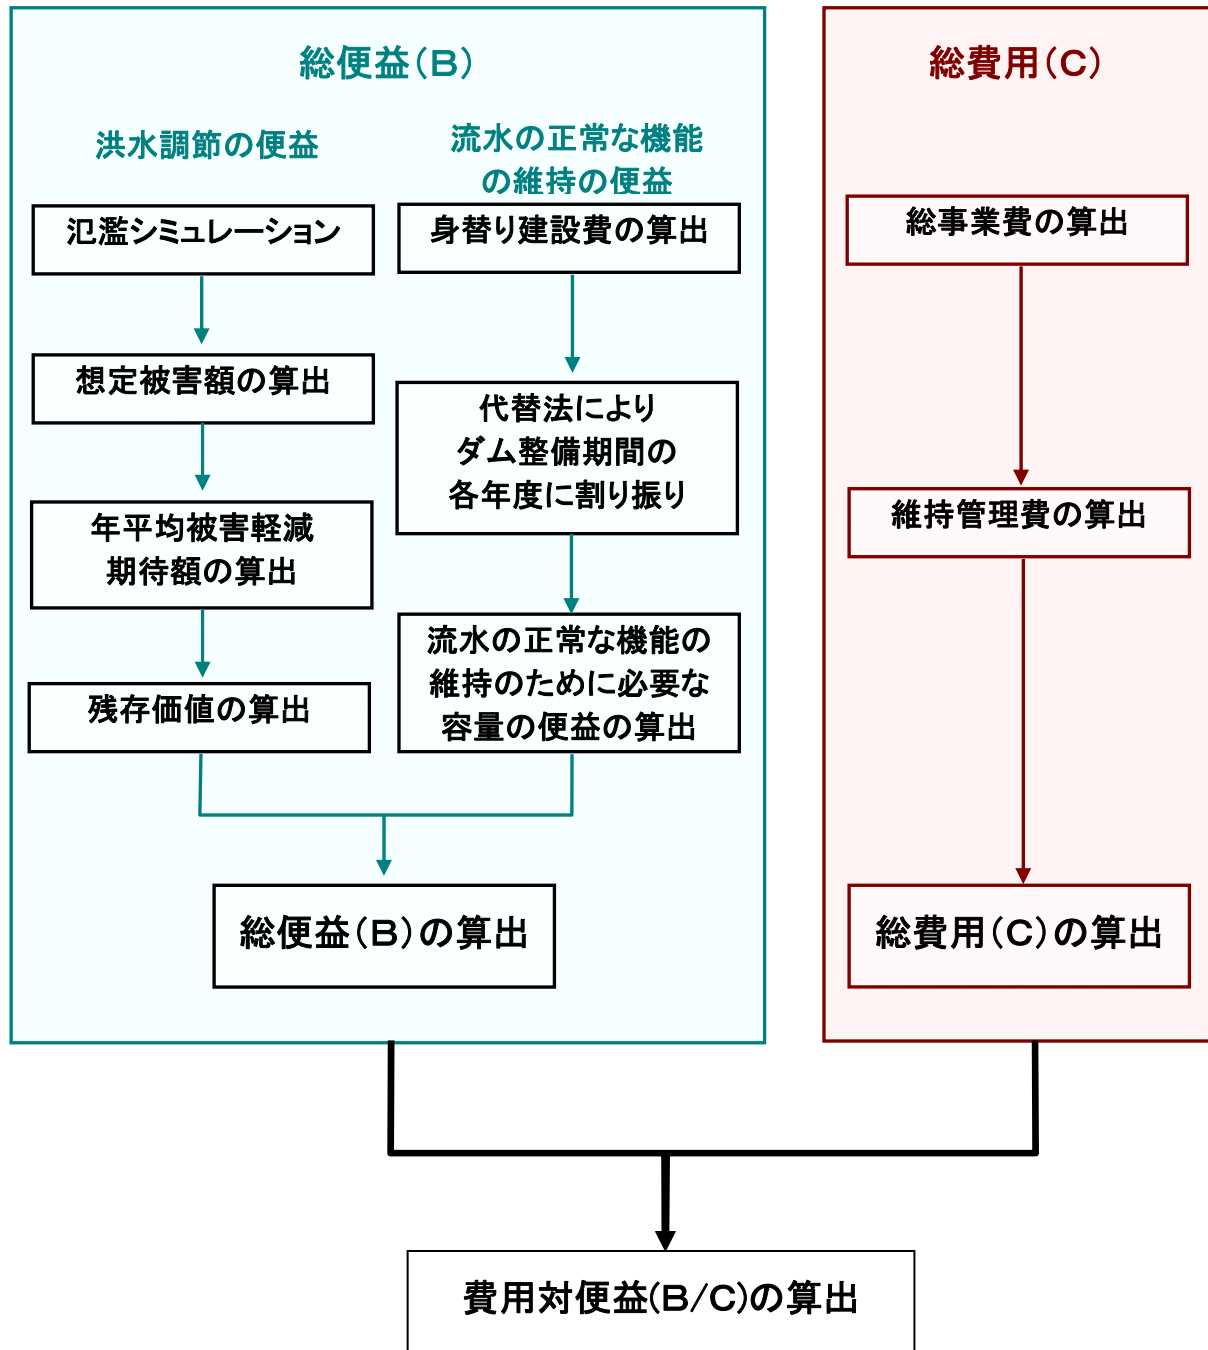 総便益(B)
洪水調節の便益
氾濫シミュレーション
想定被害額の算出
年平均被害軽減
期待額の算出
残存価値の算出
流水の正常な機能
の維持の便益
身替り建設費の算出
代替法により
ダム整備期間の
各年度に割り振り
流水の正常な機能の
維持のために必要な
容量の便益の算出
総便益(B)の算出
総費用(C)
総事業費の算出
維持管理費の算出
総費用(C)の算出
費用対便益(B/C)の算出